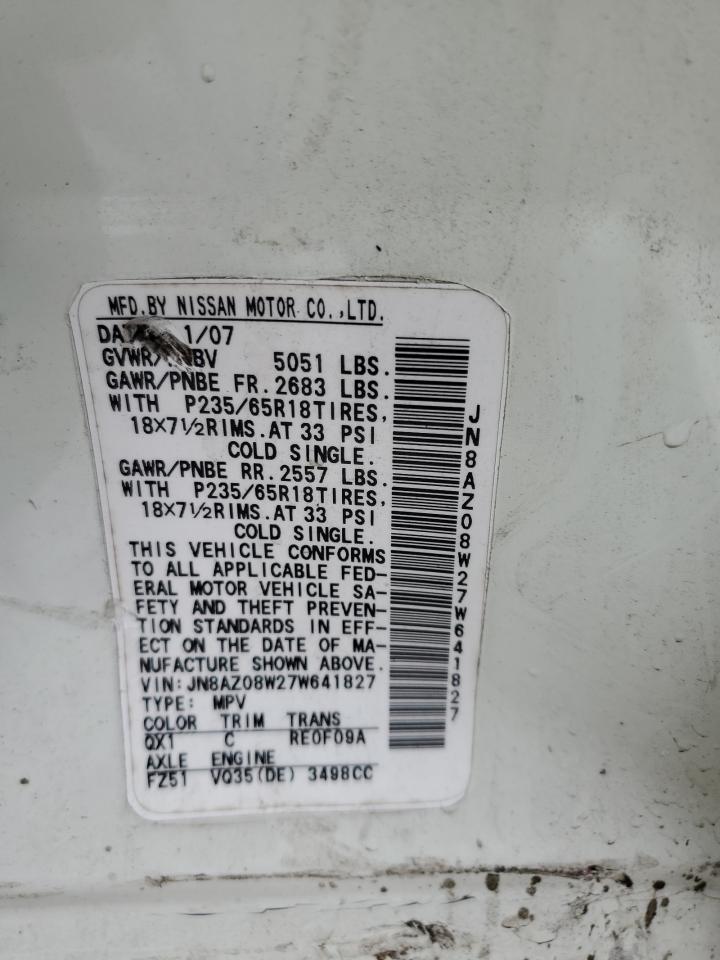 MFD.BY NISSAN MOTOR CO.,LTD.
1/07
5051 LBS.
GAWR/PNBE FR. 2683 LBS.
WITH P235/65R18TIRES,
18×7½RIMS.AT 33 PSI
COLD SINGLE.
GAWR/PNBE RR. 2557 LBS.
WITH P235/65R18TIRES,
18×7½RIMS.AT 33 PSI
COLD SINGLE.
THIS VEHICLE CONFORMS
TO ALL APPLICABLE FED-
ERAL MOTOR VEHICLE SA-
FETY AND THEFT PREVEN-
TION STANDARDS IN EFF-
ECT ON THE DATE OF MA-
NUFACTURE SHOWN ABOVE.
VIN:JN8AZ08W27W641827
TYPE: MPV
COLOR TRIM TRANS
QX1 C RE0F09A
AXLE ENGINE
FZ51 VQ35(DE) 3498CC
JN8AZ08W27W641827